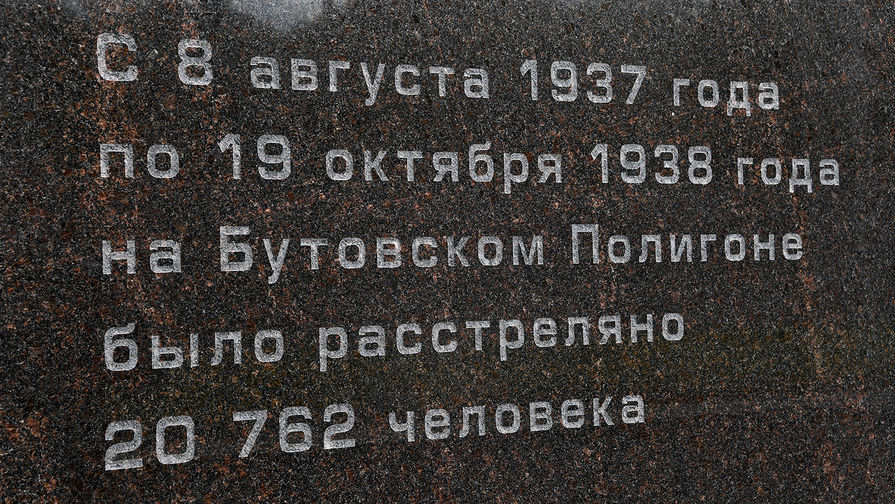 С 8 августа 1937 года
по 19 октября 1938 года
на Бутовском Полигоне
было расстреляно
20 762 человека